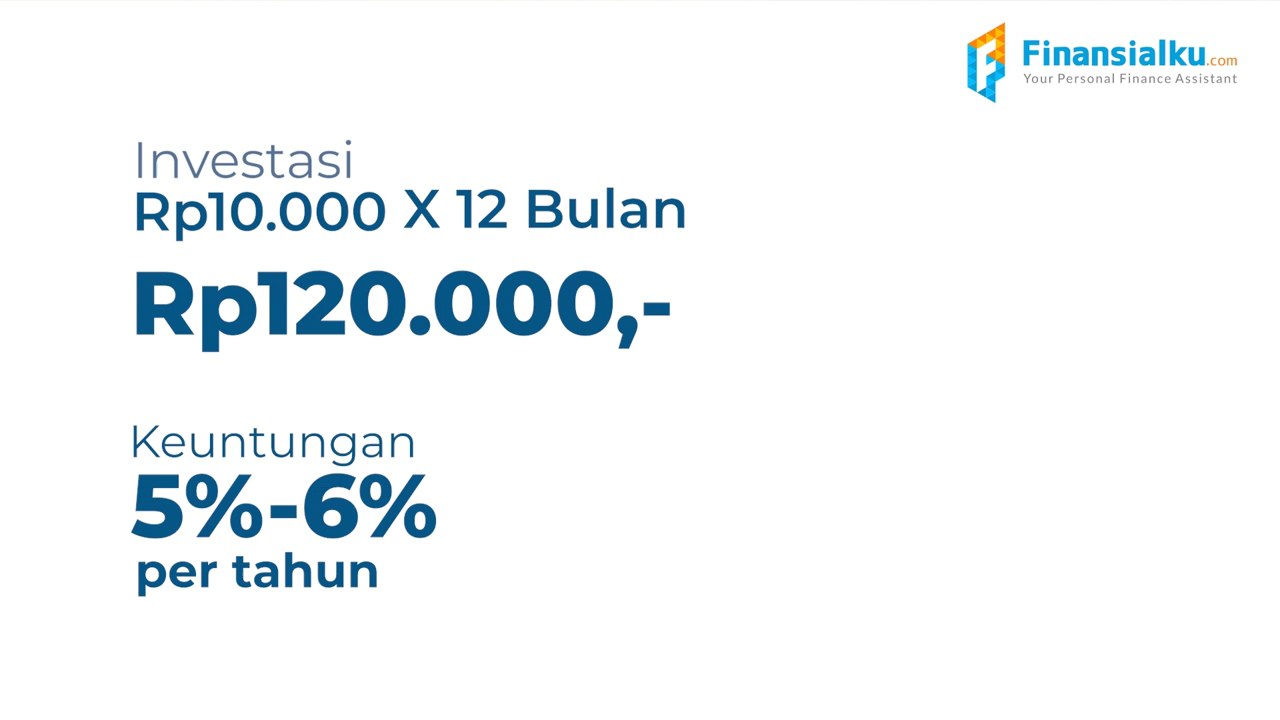 Finansialku.com
Your Personal Finance Assistant
Investasi
Rp10.000 X 12 Bulan
Rp120.000,-
Keuntungan
5%-6%
per tahun